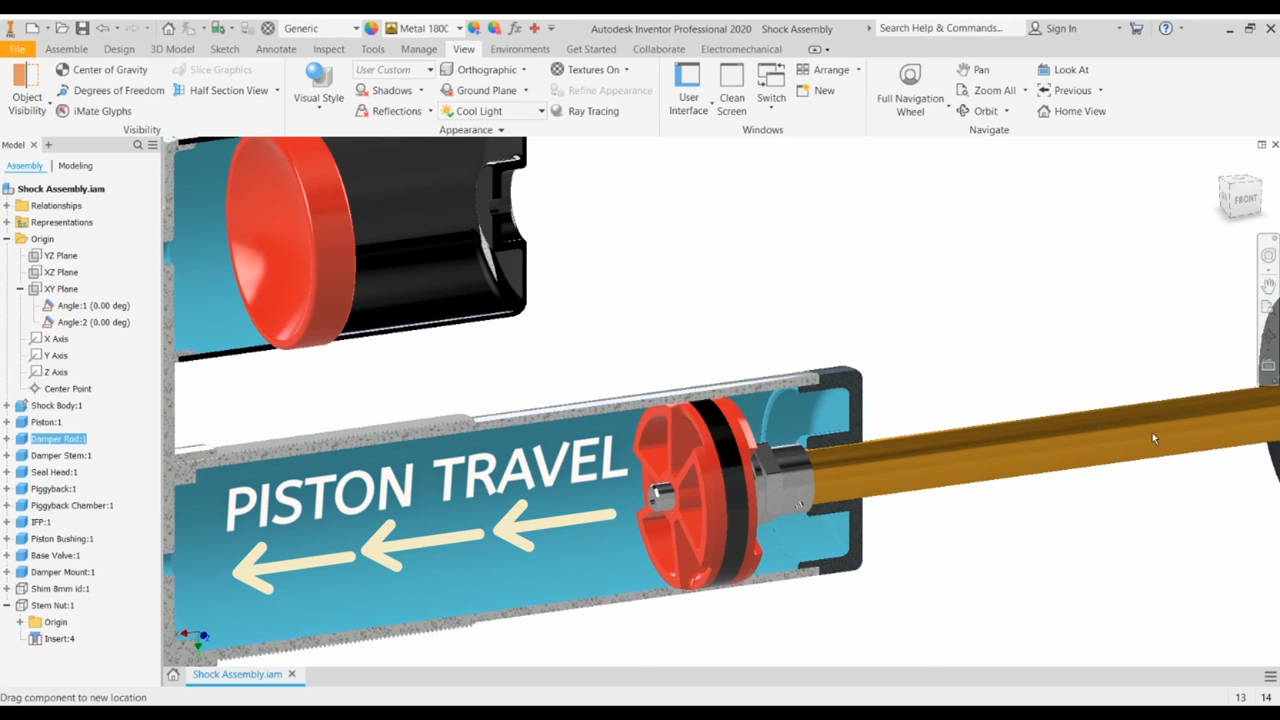 Generic
Metal 1800
Autodesk Inventor Professional 2020 Shock Assembly
Search Help & Commands...
Sign In
File Assembly Design 3D Model Sketch Annotate Inspect Tools Manage View Environments Get Started Collaborate Electromechanical
Object Visibility
Center of Gravity
Degrees of Freedom
iMate Glyphs
Slice Graphics
Half Section View
Visibility
Visual Style
User Custom
Shadows
Reflections
Orthographic
Ground Plane
Cool Light
Textures On
Refine Appearance
Ray Tracing
Appearance
User Interface
Clean Screen
Switch
Arrange
New
Windows
Full Navigation Wheel
Pan
Zoom All
Orbit
Look At
Previous
Home View
Navigate
Model
Assembly Modeling
Shock Assembly.iam
Relationships
Representations
Origin
YZ Plane
XZ Plane
XY Plane
Angle:1 (0.00 deg)
Angle:2 (0.00 deg)
X Axis
Y Axis
Z Axis
Center Point
Shock Body:1
Piston:1
Damper Rod:1
Damper Stem:1
Seal Head:1
Piggyback:1
Piggyback Chamber:1
IFP:1
Piston Bushing:1
Base Valve:1
Damper Mount:1
Shim 8mm id:1
Stem Nut:1
Origin
Insert:4
FRONT
PISTON TRAVEL
Shock Assembly.iam
Drag component to new location
13 14